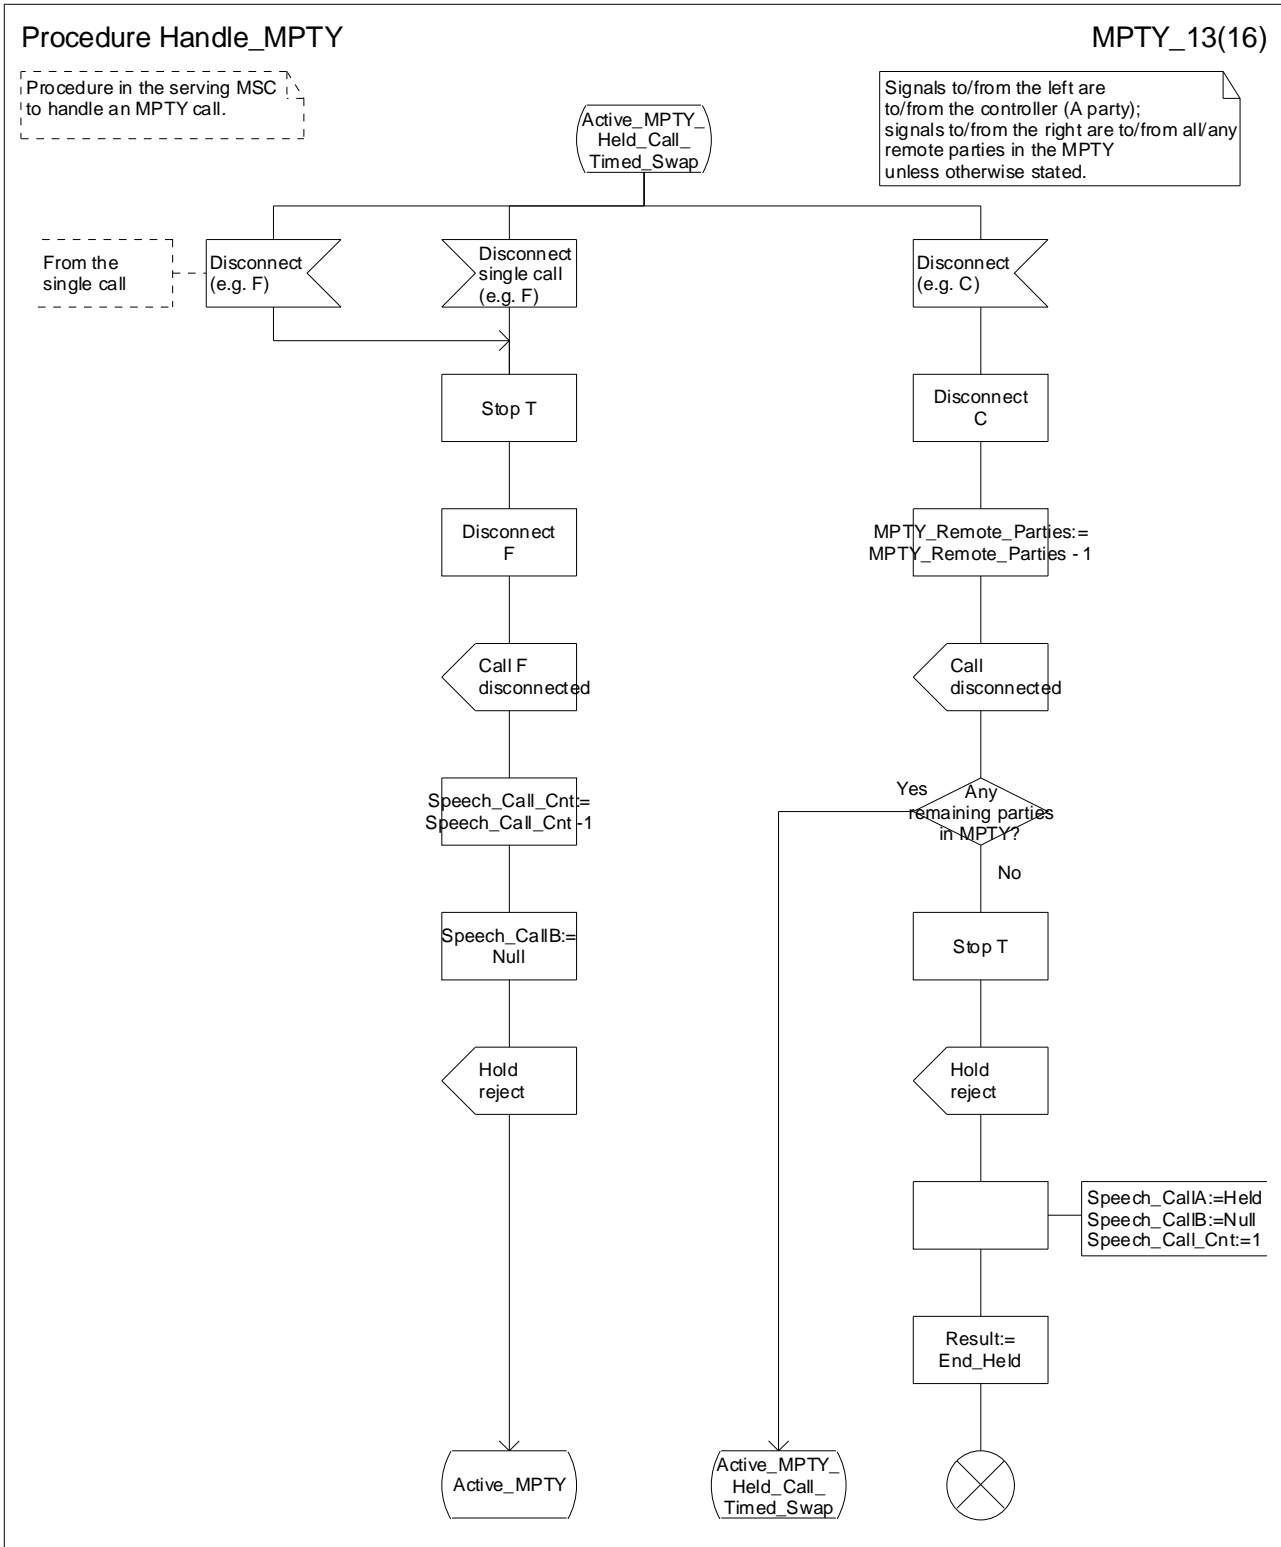 Procedure Handle_MPTY
MPTY_13(16)
Procedure in the serving MSC
to handle an MPTY call.
Signals to/from the left are
to/from the controller (A party);
signals to/from the right are to/from all/any
remote parties in the MPTY
unless otherwise stated.
Active_MPTY_
Held_Call_
Timed_Swap
From the
single call
Disconnect
(e.g. F)
Disconnect
single call
(e.g. F)
Disconnect
(e.g. C)
Stop T
Disconnect
C
Disconnect
F
MPTY_Remote_Parties:=
MPTY_Remote_Parties - 1
Call F
disconnected
Call
disconnected
Speech_Call_Cnt:=
Speech_Call_Cnt -1
Yes
Any
remaining parties
in MPTY?
No
Speech_CallB:=
Null
Stop T
Hold
reject
Hold
reject
Speech_CallA:=Held
Speech_CallB:=Null
Speech_Call_Cnt:=1
Result:=
End_Held
Active_MPTY
Active_MPTY_
Held_Call_
Timed_Swap